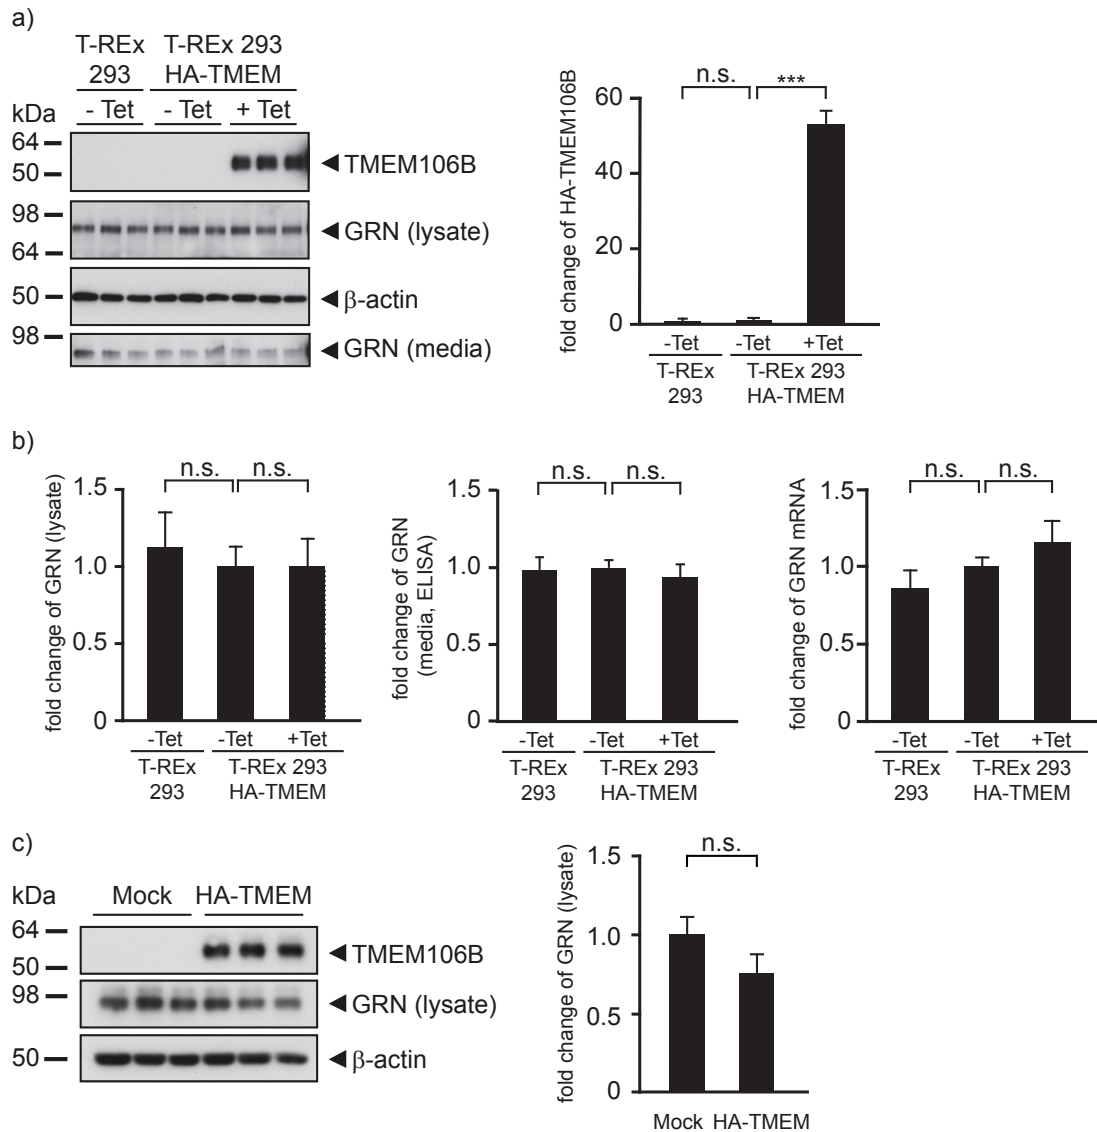 a)
T-REx 293
T-REx 293 HA-TMEM
kDa
- Tet
- Tet
+ Tet
64
50
TMEM106B
98
64
GRN (lysate)
50
β-actin
98
GRN (media)
fold change of HA-TMEM106B
n.s.
***
60
40
20
0
-Tet
-Tet
+Tet
T-REx
293
T-REx 293
HA-TMEM
b)
fold change of GRN (lysate)
n.s.
n.s.
1.5
1.0
0.5
0
-Tet
-Tet
+Tet
T-REx
293
T-REx 293
HA-TMEM
fold change of GRN
(media, ELISA)
n.s.
n.s.
1.5
1.0
0.5
0
-Tet
-Tet
+Tet
T-REx
293
T-REx 293
HA-TMEM
fold change of GRN mRNA
n.s.
n.s.
1.5
1.0
0.5
0
-Tet
-Tet
+Tet
T-REx
293
T-REx 293
HA-TMEM
c)
kDa
Mock
HA-TMEM
64
50
TMEM106B
98
GRN (lysate)
50
β-actin
fold change of GRN (lysate)
n.s.
1.5
1.0
0.5
0
Mock
HA-TMEM